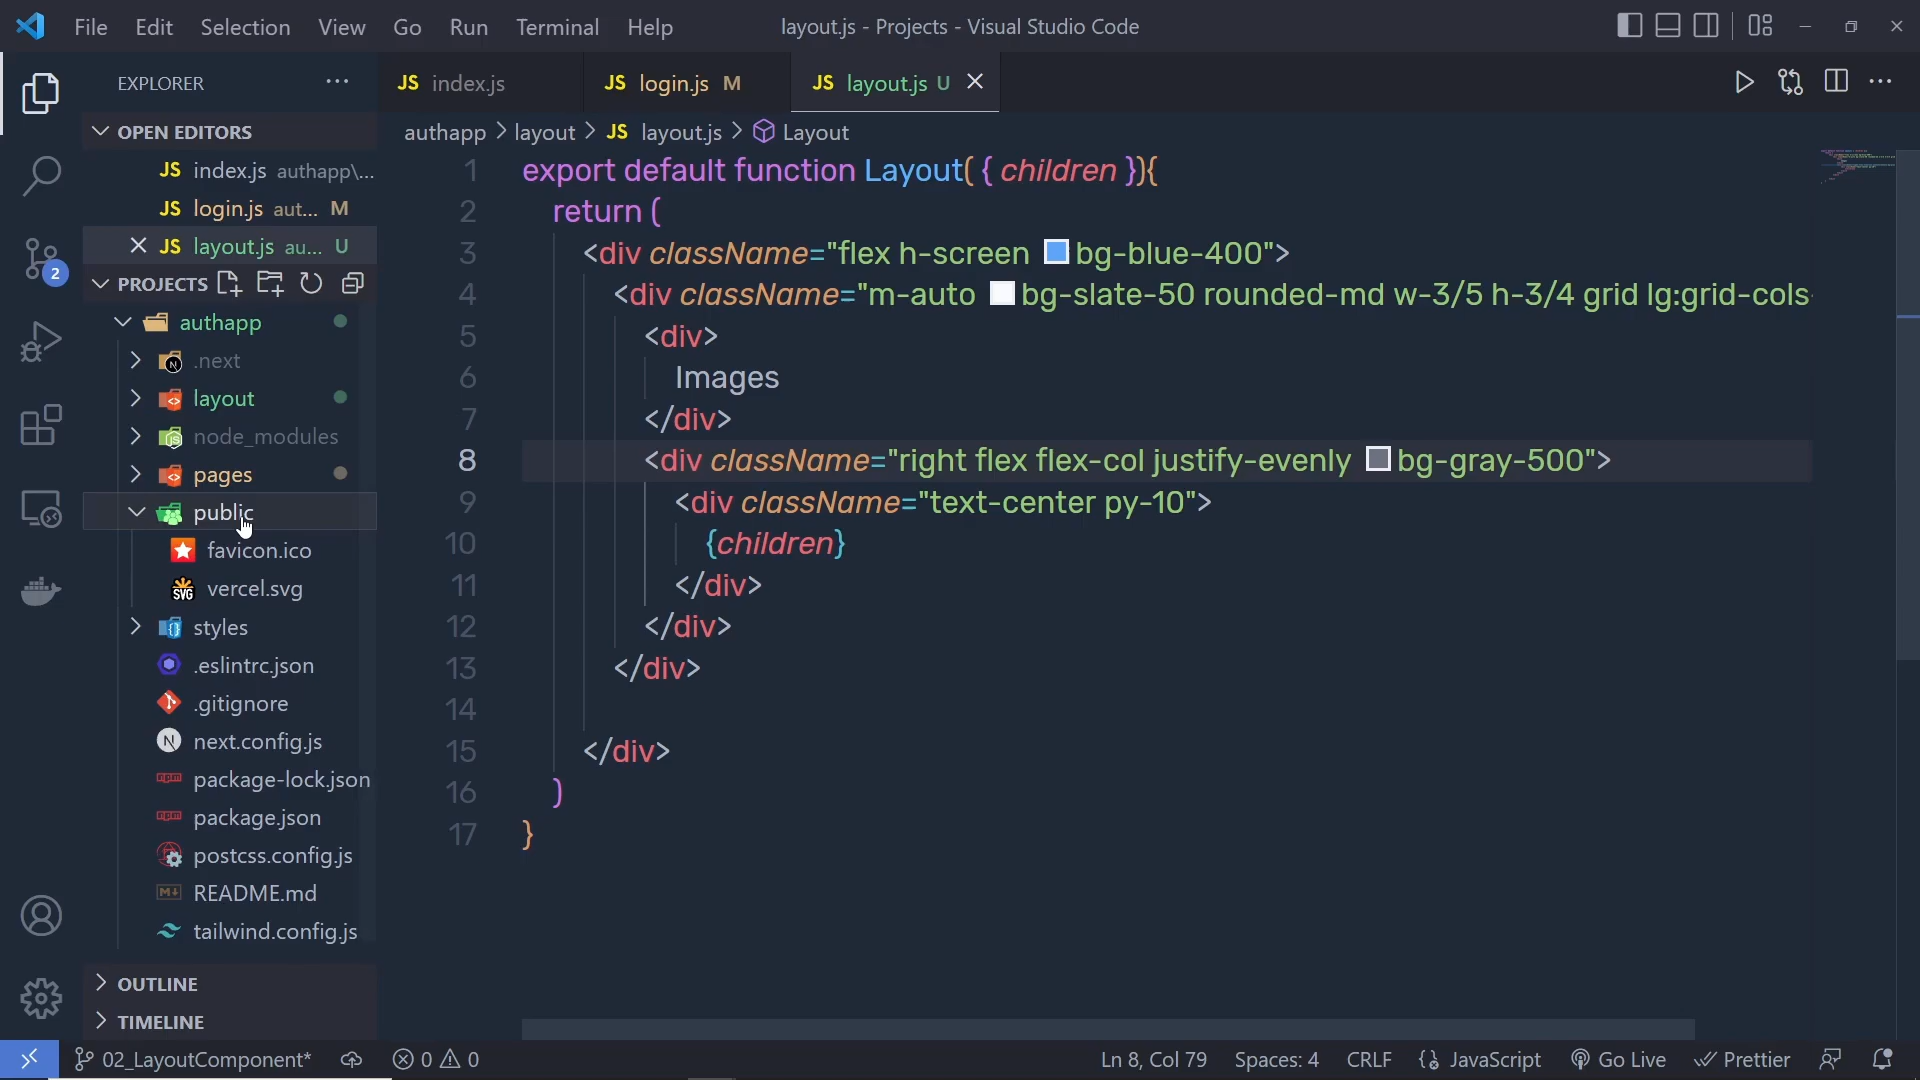 File Edit Selection View Go Run Terminal Help
layout.js - Projects - Visual Studio Code
EXPLORER
OPEN EDITORS
JS index.js authapp\...
JS login.js aut... M
JS layout.js au... U
PROJECTS
authapp
.next
layout
node_modules
pages
public
favicon.ico
vercel.svg
styles
.eslintrc.json
.gitignore
next.config.js
package-lock.json
package.json
postcss.config.js
README.md
tailwind.config.js
OUTLINE
TIMELINE
2
JS index.js
JS login.js M
JS layout.js U
authapp > layout > JS layout.js > Layout
1 export default function Layout( { children }){
2 return (
3 <div className="flex h-screen bg-blue-400">
4 <div className="m-auto bg-slate-50 rounded-md w-3/5 h-3/4 grid lg:grid-cols-
5 <div>
6 Images
7 </div>
8 <div className="right flex flex-col justify-evenly bg-gray-500">
9 <div className="text-center py-10">
10 {children}
11 </div>
12 </div>
13 </div>
14
15 </div>
16 )
17 }
02_LayoutComponent* 0 0 Ln 8, Col 79 Spaces: 4 CRLF JavaScript Go Live Prettier